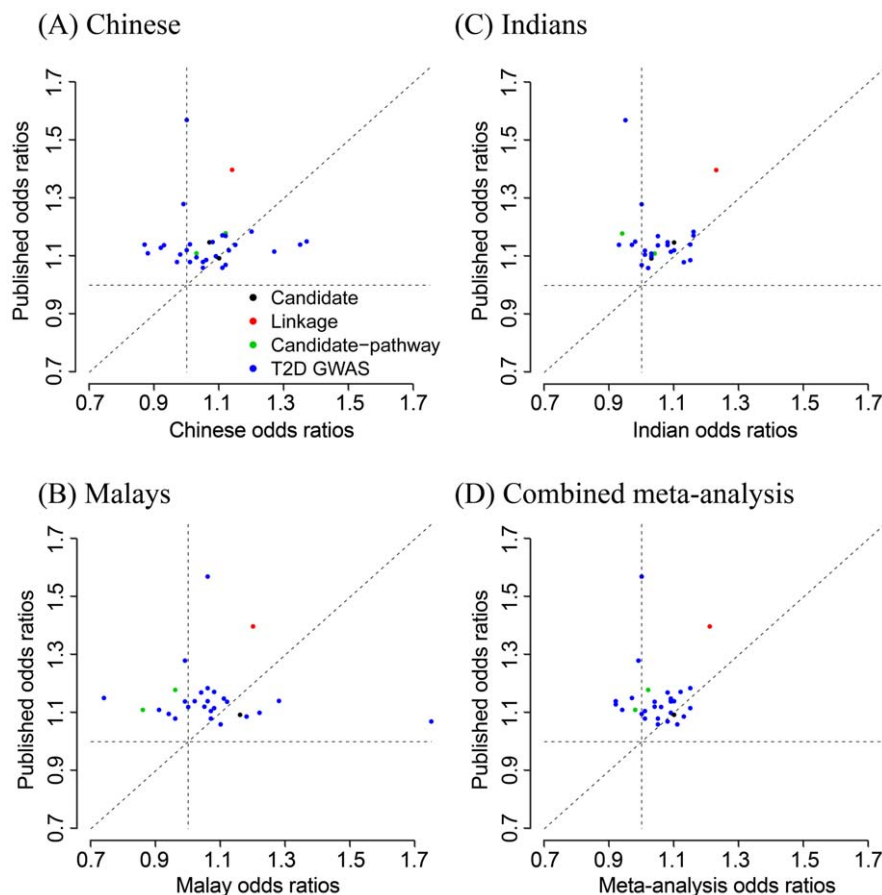 (A) Chinese
Published odds ratios
0.7 0.9 1.1 1.3 1.5 1.7
Candidate
Linkage
Candidate-pathway
T2D GWAS
0.7 0.9 1.1 1.3 1.5 1.7
Chinese odds ratios
(C) Indians
Published odds ratios
0.7 0.9 1.1 1.3 1.5 1.7
0.7 0.9 1.1 1.3 1.5 1.7
Indian odds ratios
(B) Malays
Published odds ratios
0.7 0.9 1.1 1.3 1.5 1.7
0.7 0.9 1.1 1.3 1.5 1.7
Malay odds ratios
(D) Combined meta-analysis
Published odds ratios
0.7 0.9 1.1 1.3 1.5 1.7
0.7 0.9 1.1 1.3 1.5 1.7
Meta-analysis odds ratios